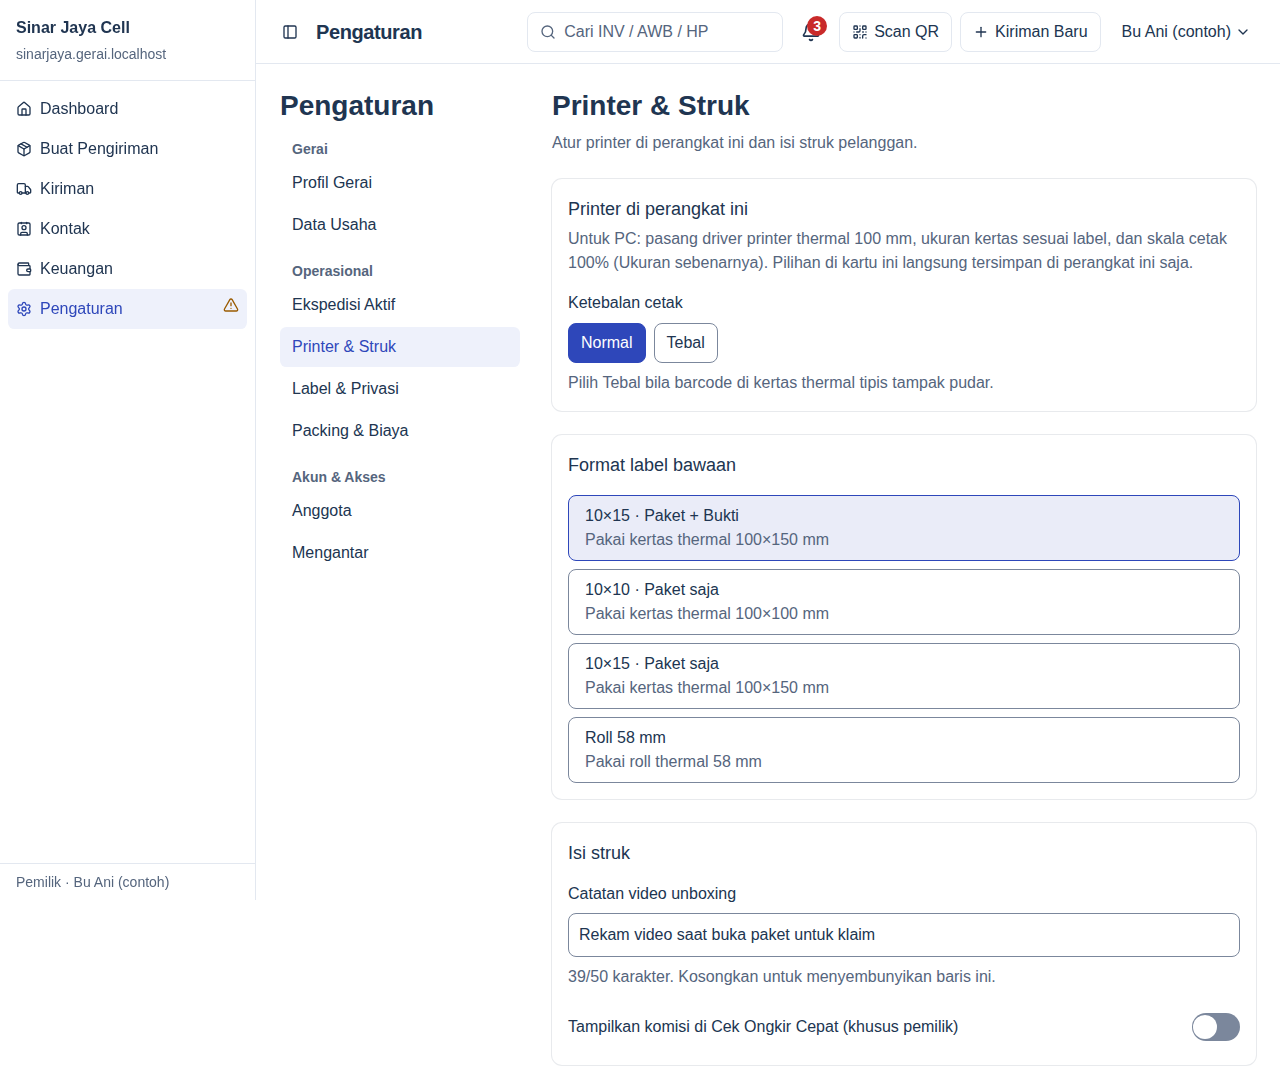 Sinar Jaya Cell
sinarjaya.gerai.localhost
Dashboard
Buat Pengiriman
Kiriman
Kontak
Keuangan
Pengaturan
Pemilik · Bu Ani (contoh)
Pengaturan
Cari INV / AWB / HP
3
Scan QR
Kiriman Baru
Bu Ani (contoh)
Pengaturan
Gerai
Profil Gerai
Data Usaha
Operasional
Ekspedisi Aktif
Printer & Struk
Label & Privasi
Packing & Biaya
Akun & Akses
Anggota
Mengantar
Printer & Struk
Atur printer di perangkat ini dan isi struk pelanggan.
Printer di perangkat ini
Untuk PC: pasang driver printer thermal 100 mm, ukuran kertas sesuai label, dan skala cetak
100% (Ukuran sebenarnya). Pilihan di kartu ini langsung tersimpan di perangkat ini saja.
Ketebalan cetak
Normal
Tebal
Pilih Tebal bila barcode di kertas thermal tipis tampak pudar.
Format label bawaan
10×15 · Paket + Bukti
Pakai kertas thermal 100×150 mm
10×10 · Paket saja
Pakai kertas thermal 100×100 mm
10×15 · Paket saja
Pakai kertas thermal 100×150 mm
Roll 58 mm
Pakai roll thermal 58 mm
Isi struk
Catatan video unboxing
Rekam video saat buka paket untuk klaim
39/50 karakter. Kosongkan untuk menyembunyikan baris ini.
Tampilkan komisi di Cek Ongkir Cepat (khusus pemilik)